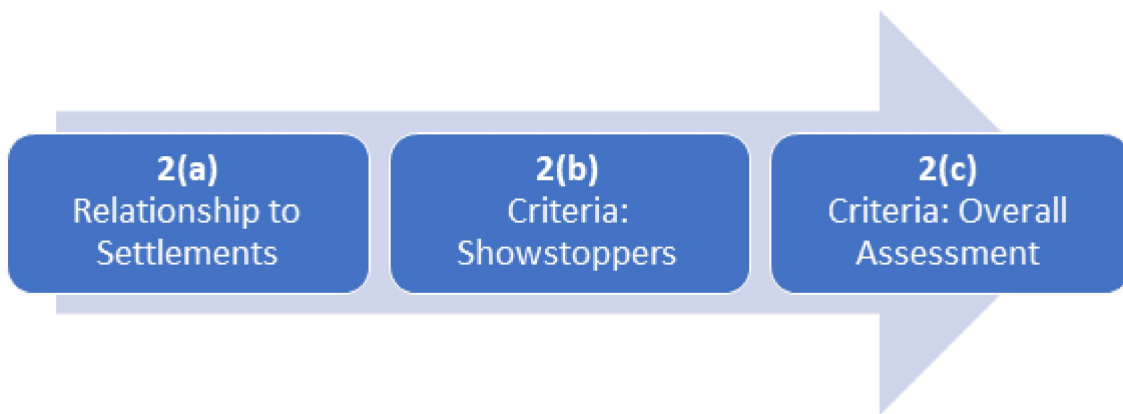 2(a)
Relationship to
Settlements
2(b)
Criteria:
Showstoppers
2(c)
Criteria: Overall
Assessment